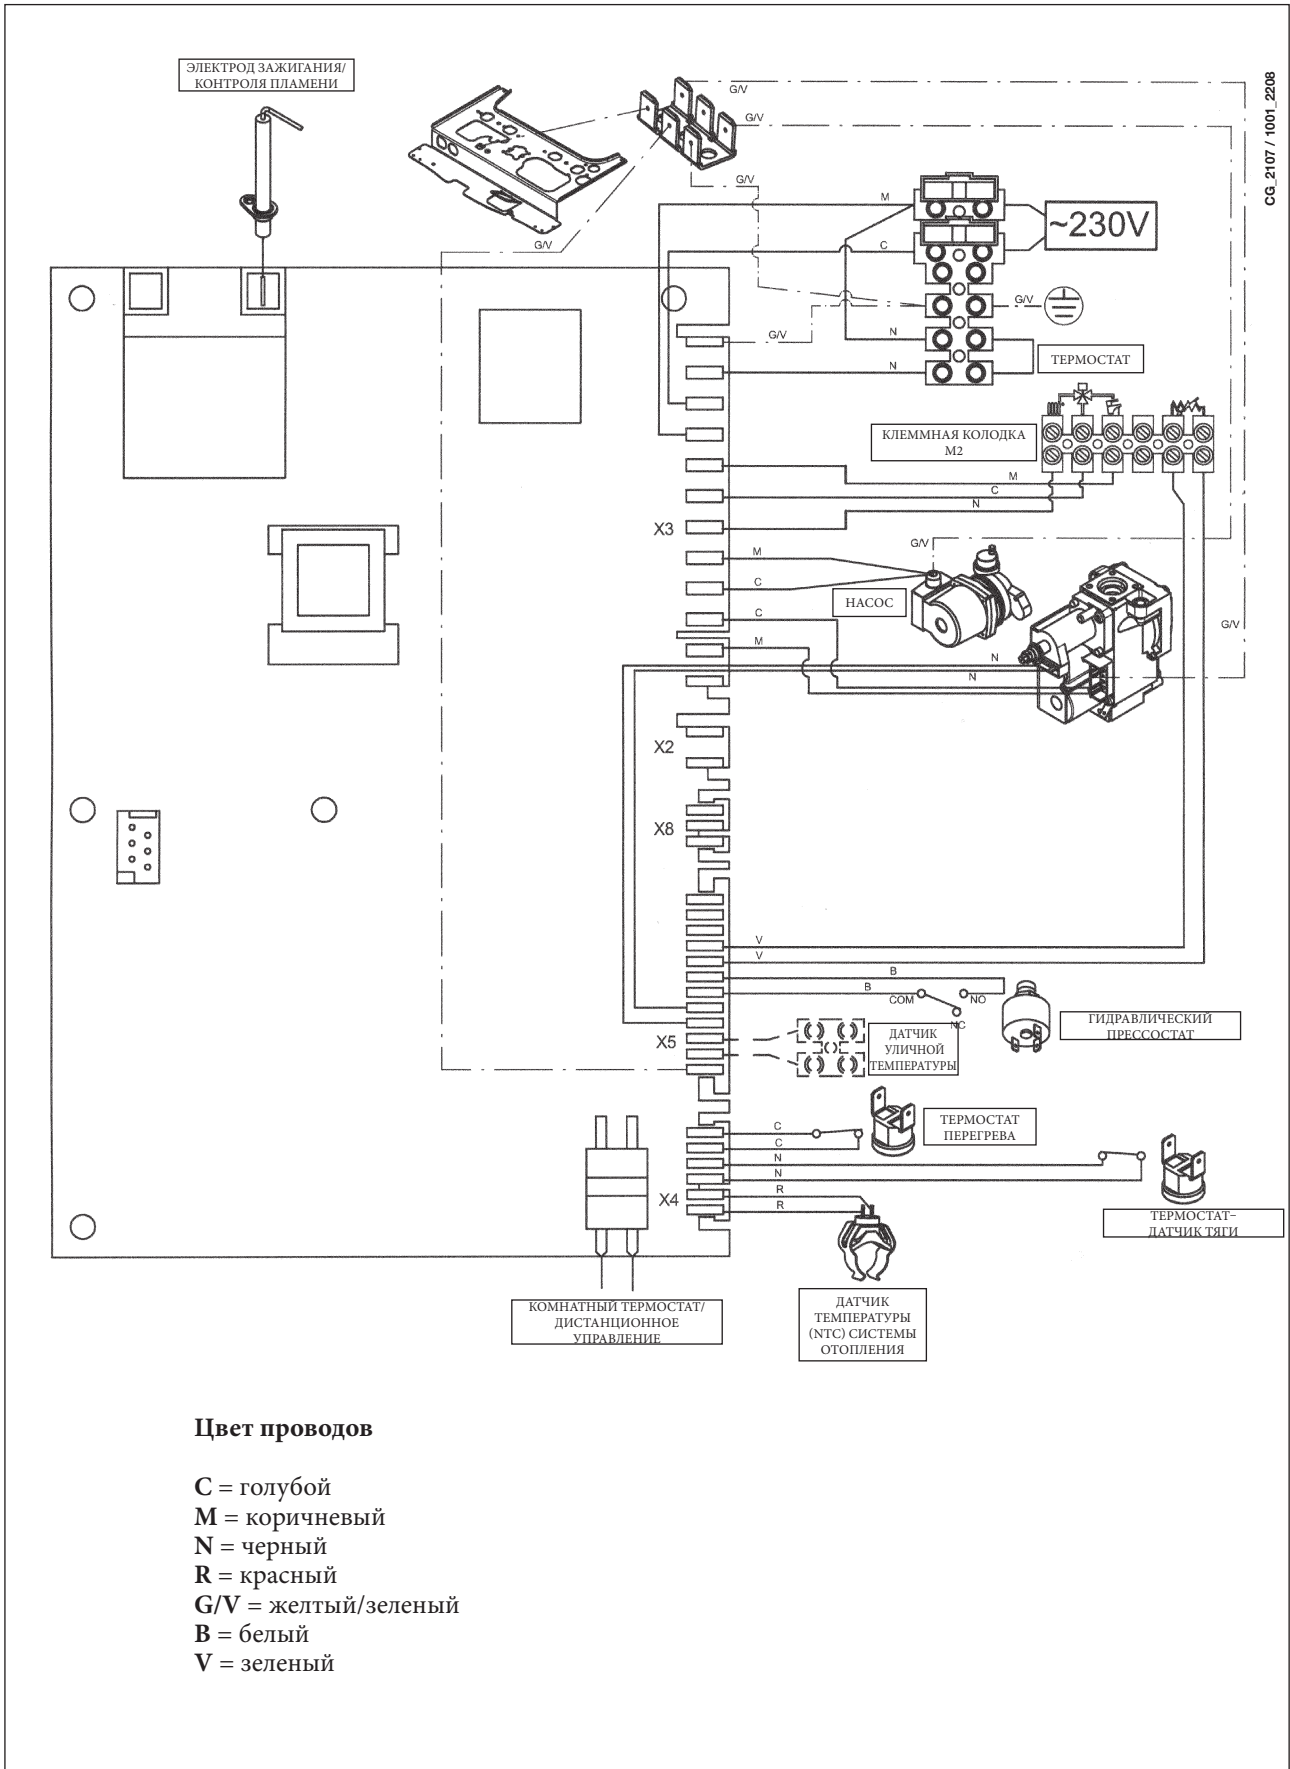 ЭЛЕКТРОД ЗАЖИГАНИЯ/
КОНТРОЛЯ ПЛАМЕНИ
G/V
G/V
CG_2107 / 1001_2208
G/V
M
~230V
G/V
C
G/V
G/V
N
ТЕРМОСТАТ
N
КЛЕММНАЯ КОЛОДКА
М2
M
C
N
X3
G/V
M
C
НАСОС
C
G/V
M
N
N
X2
X8
V
V
B
B
COM
NO
NC
ГИДРАВЛИЧЕСКИЙ
ПРЕССОСТАТ
X5
ДАТЧИК
УЛИЧНОЙ
ТЕМПЕРАТУРЫ
C
C
ТЕРМОСТАТ
ПЕРЕГРЕВА
N
N
R
R
X4
ТЕРМОСТАТ–
ДАТЧИК ТЯГИ
КОМНАТНЫЙ ТЕРМОСТАТ/
ДИСТАНЦИОННОЕ
УПРАВЛЕНИЕ
ДАТЧИК
ТЕМПЕРАТУРЫ
(NTC) СИСТЕМЫ
ОТОПЛЕНИЯ
Цвет проводов
C = голубой
M = коричневый
N = черный
R = красный
G/V = желтый/зеленый
B = белый
V = зеленый